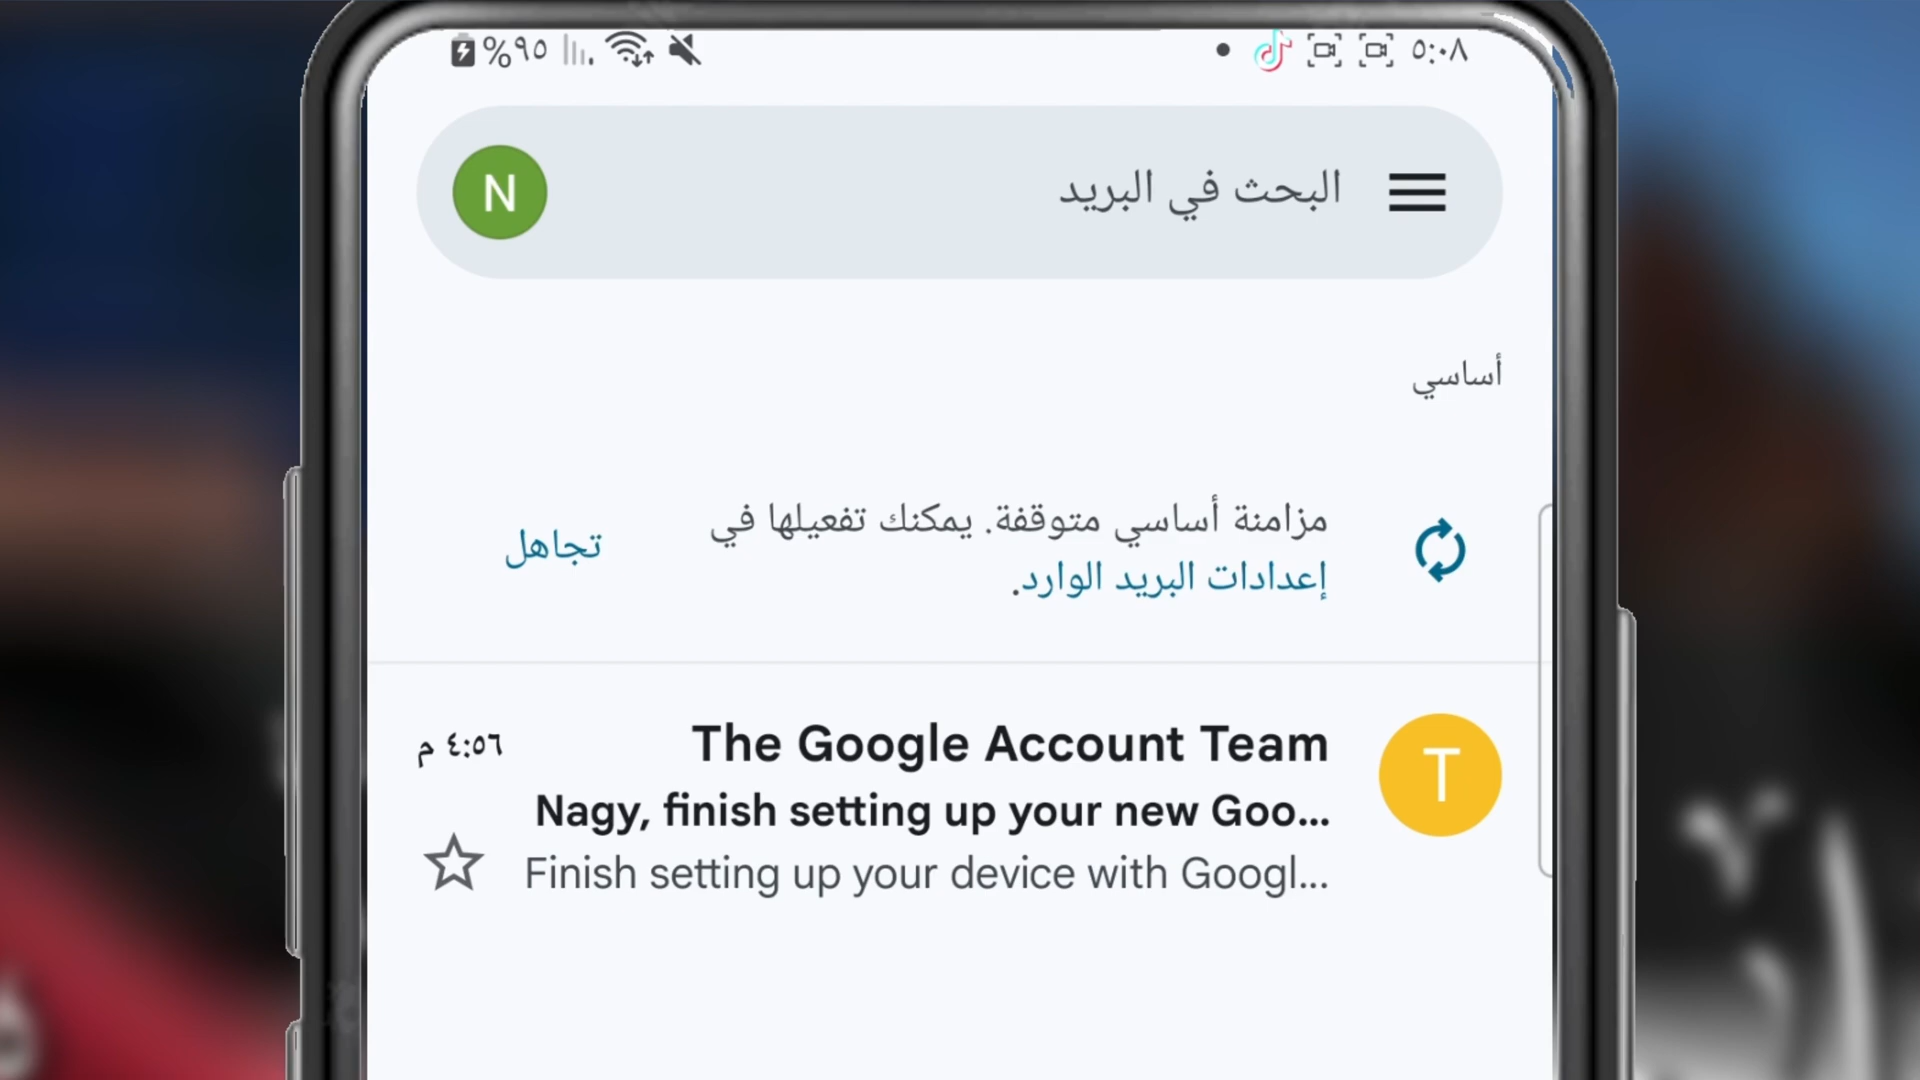 ٥:٠٨
%٩٥
البحث في البريد
N
أساسي
مزامنة أساسي متوقفة. يمكنك تفعيلها في
إعدادات البريد الوارد.
تجاهل
T
The Google Account Team
٤:٥٦ م
Nagy, finish setting up your new Goo...
Finish setting up your device with Googl...